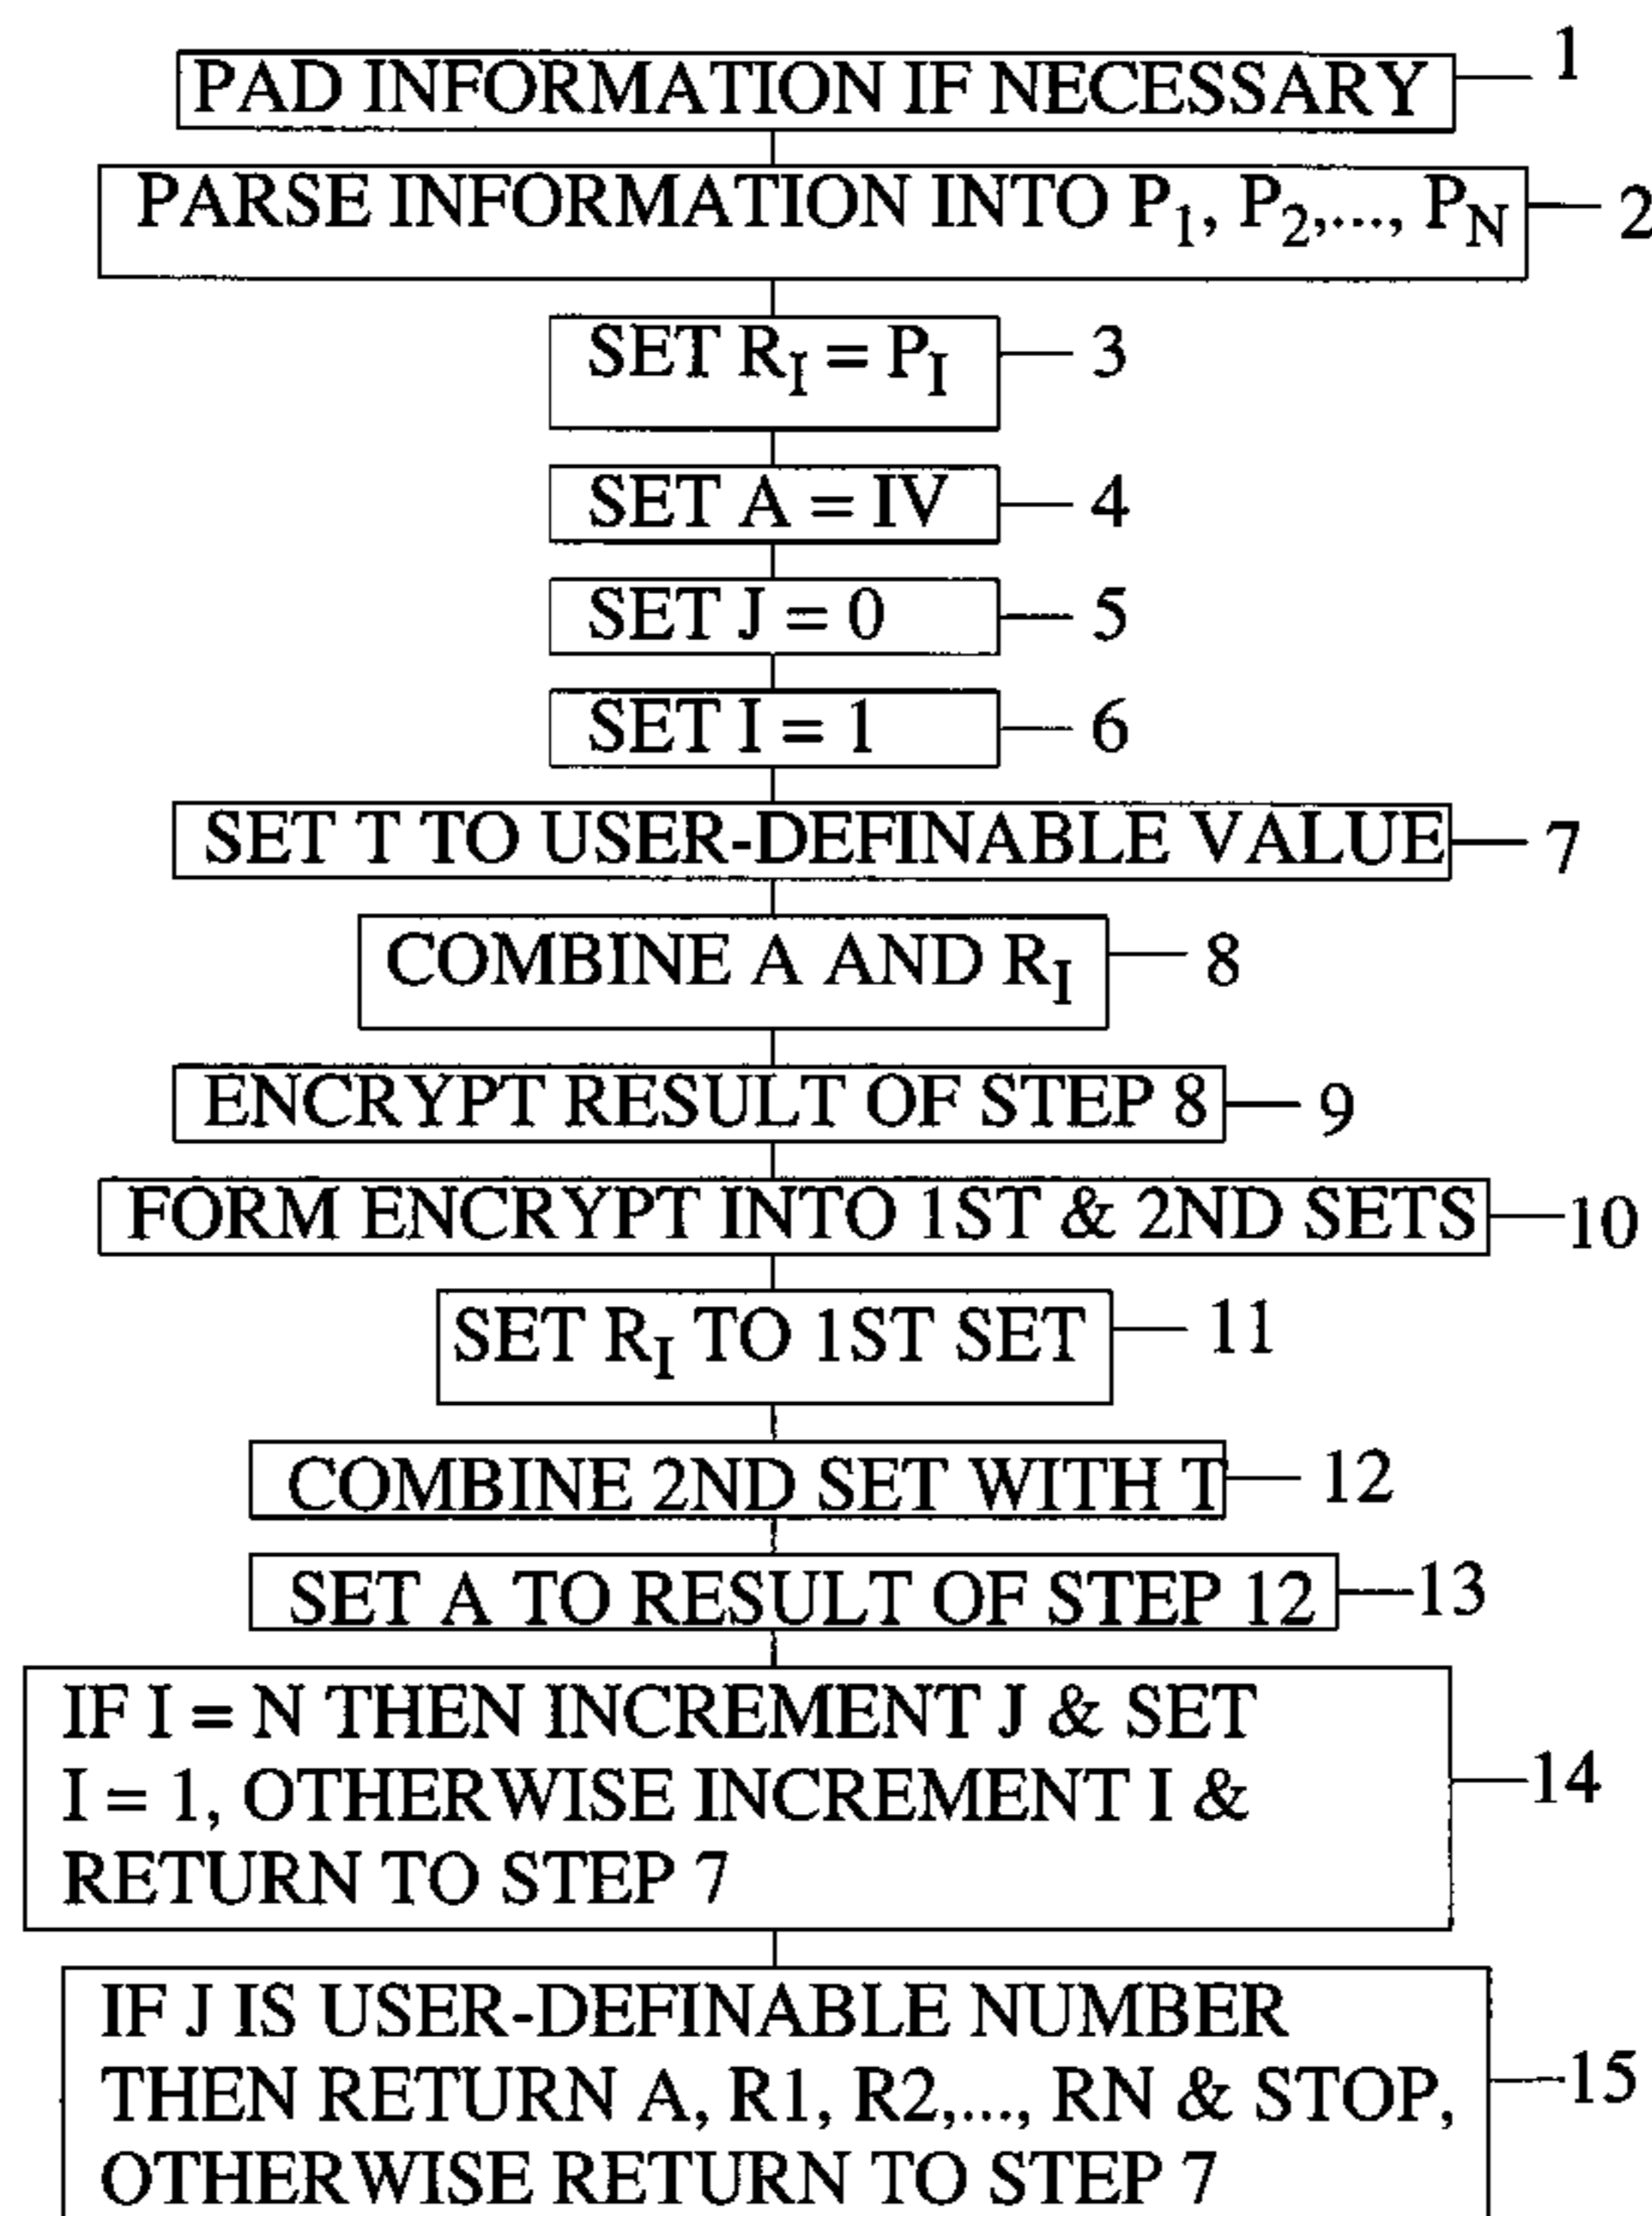 PAD INFORMATION IF NECESSARY 1
PARSE INFORMATION INTO P1, P2,..., PN 2
SET RI = PI 3
SET A = IV 4
SET J = 0 5
SET I = 1 6
SET T TO USER-DEFINABLE VALUE 7
COMBINE A AND RI 8
ENCRYPT RESULT OF STEP 8 9
FORM ENCRYPT INTO 1ST & 2ND SETS 10
SET RI TO 1ST SET 11
COMBINE 2ND SET WITH T 12
SET A TO RESULT OF STEP 12 13
IF I = N THEN INCREMENT J & SET
I = 1, OTHERWISE INCREMENT I & 14
RETURN TO STEP 7
IF J IS USER-DEFINABLE NUMBER
THEN RETURN A, R1, R2,..., RN & STOP, 15
OTHERWISE RETURN TO STEP 7